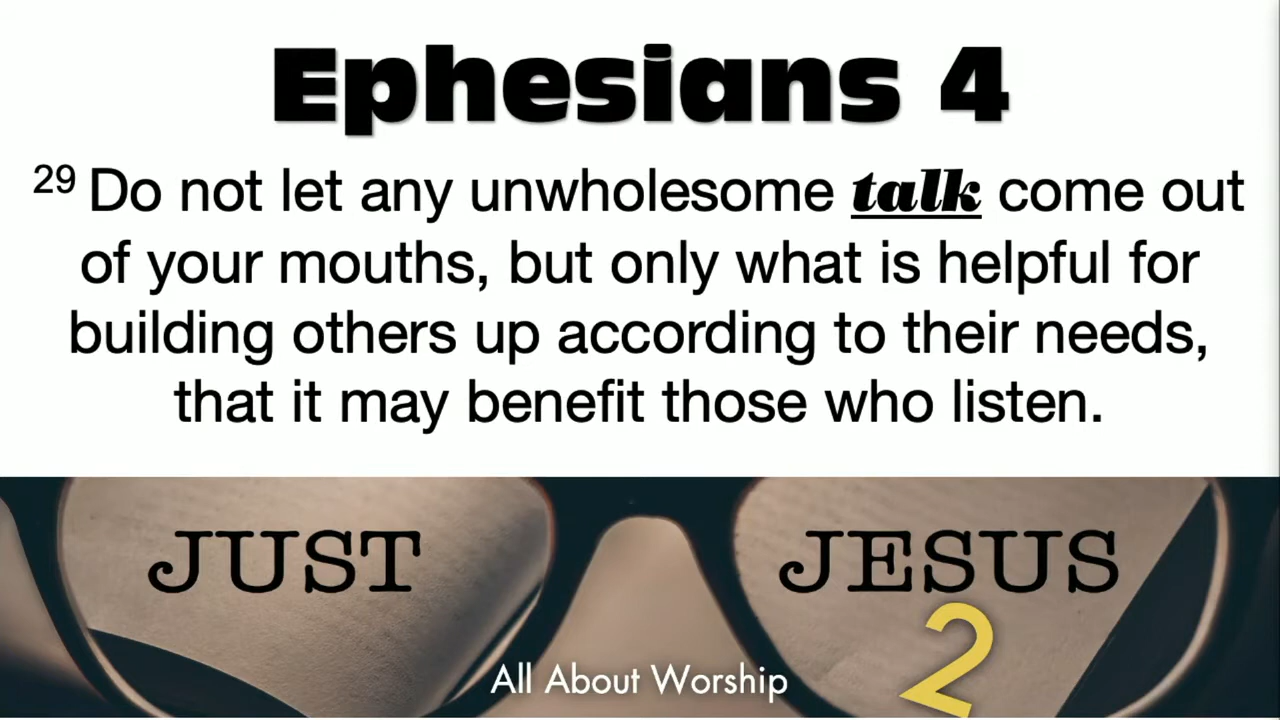 Ephesians 4
29 Do not let any unwholesome talk come out
of your mouths, but only what is helpful for
building others up according to their needs,
that it may benefit those who listen.
JUST JESUS
2
All About Worship